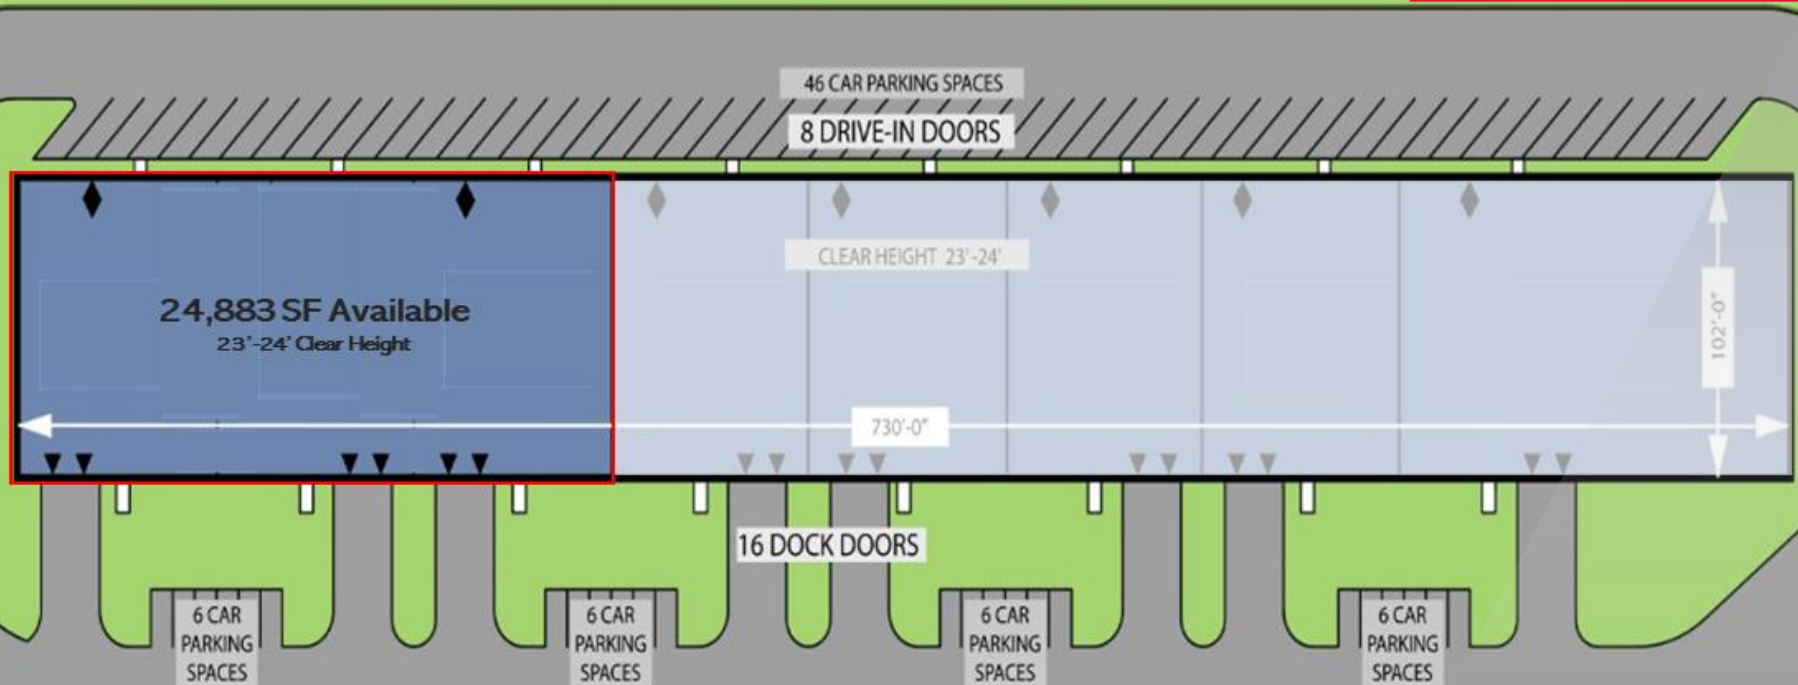 46 CAR PARKING SPACES
8 DRIVE-IN DOORS
CLEAR HEIGHT 23'-24'
24,883 SF Available
23'-24' Clear Height
102'-0"
730'-0"
16 DOCK DOORS
6 CAR
PARKING
SPACES
6 CAR
PARKING
SPACES
6 CAR
PARKING
SPACES
6 CAR
PARKING
SPACES